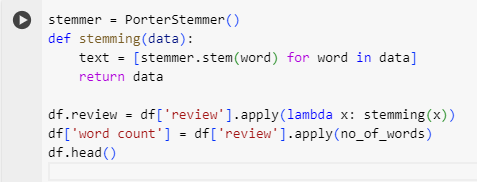 stemmer = PorterStemmer()
def stemming(data):
    text = [stemmer.stem(word) for word in data]
    return data

df.review = df['review'].apply(lambda x: stemming(x))
df['word count'] = df['review'].apply(no_of_words)
df.head()